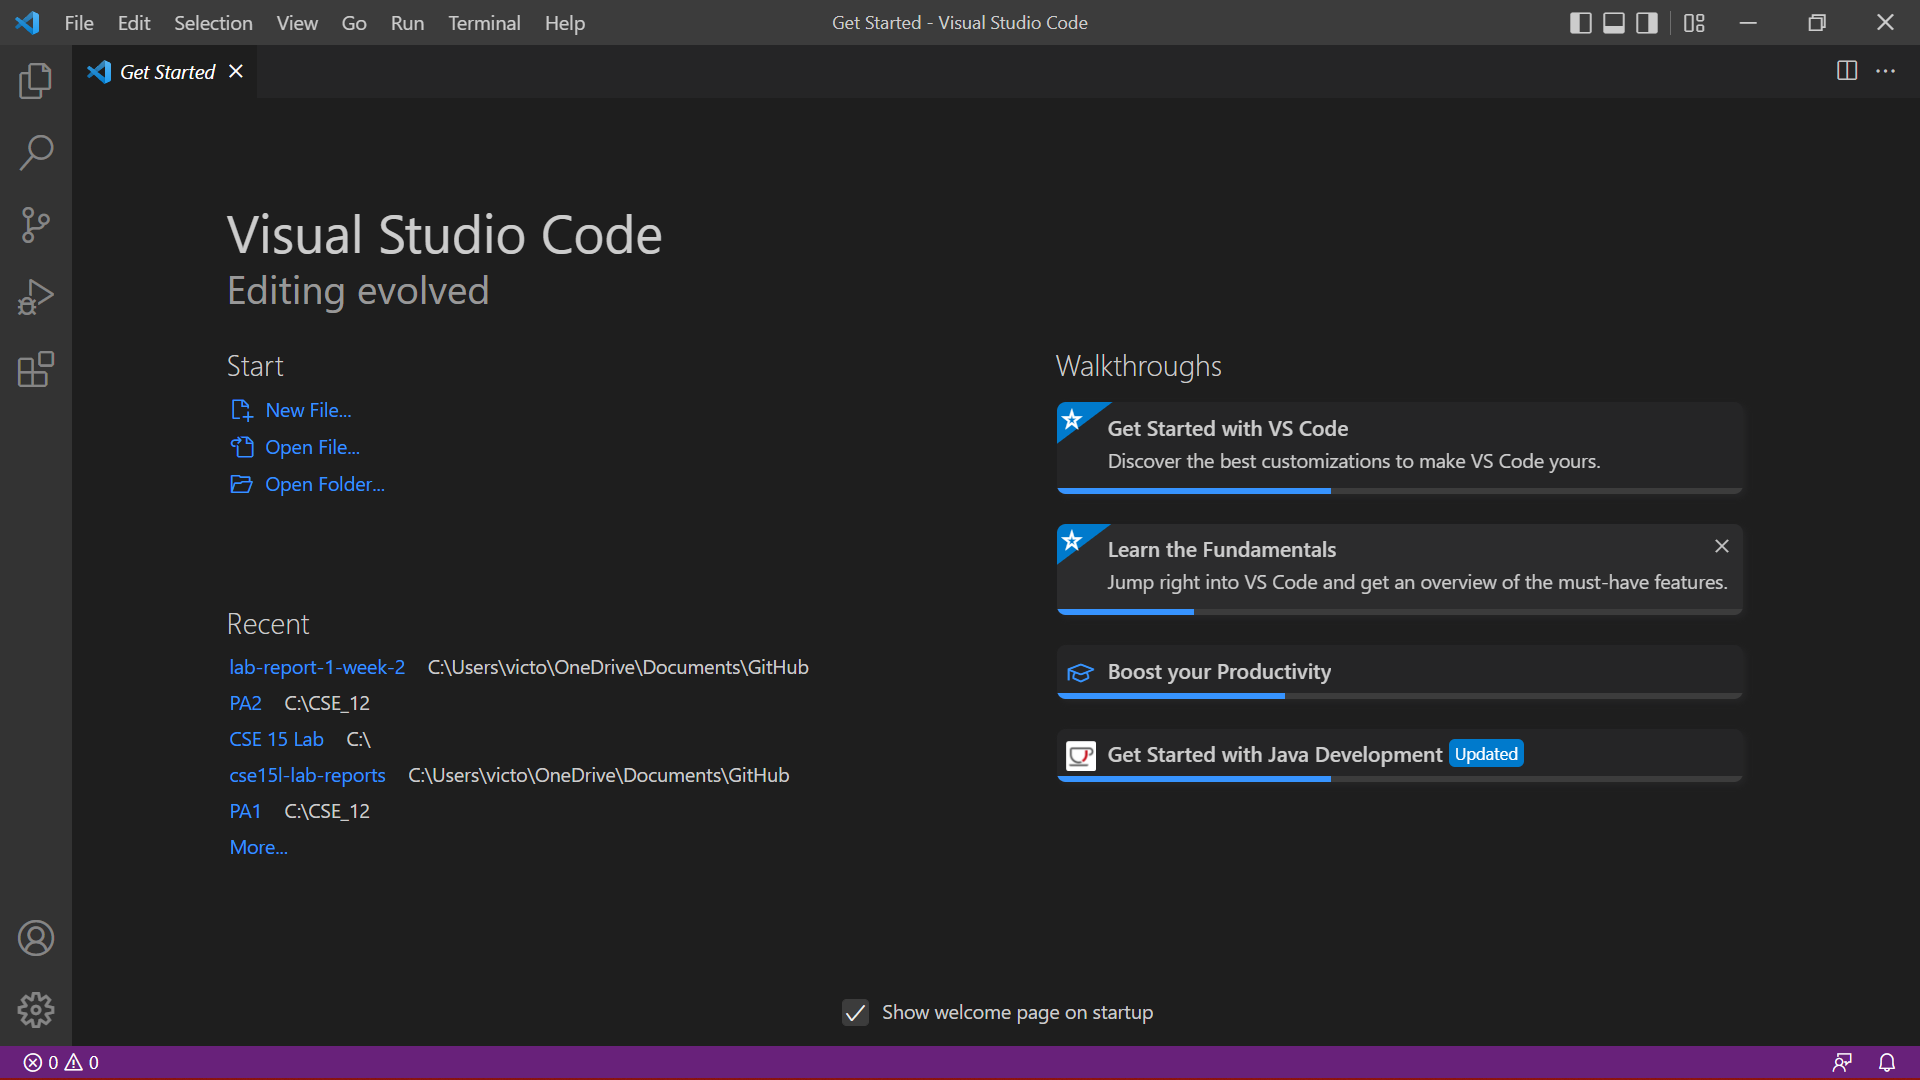 File Edit Selection View Go Run Terminal Help Get Started - Visual Studio Code
Get Started
Visual Studio Code
Editing evolved
Start
New File...
Open File...
Open Folder...
Recent
lab-report-1-week-2 C:\Users\victo\OneDrive\Documents\GitHub
PA2 C:\CSE_12
CSE 15 Lab C:\
cse15l-lab-reports C:\Users\victo\OneDrive\Documents\GitHub
PA1 C:\CSE_12
More...
Walkthroughs
Get Started with VS Code
Discover the best customizations to make VS Code yours.
Learn the Fundamentals
Jump right into VS Code and get an overview of the must-have features.
Boost your Productivity
Get Started with Java Development Updated
Show welcome page on startup
0 0